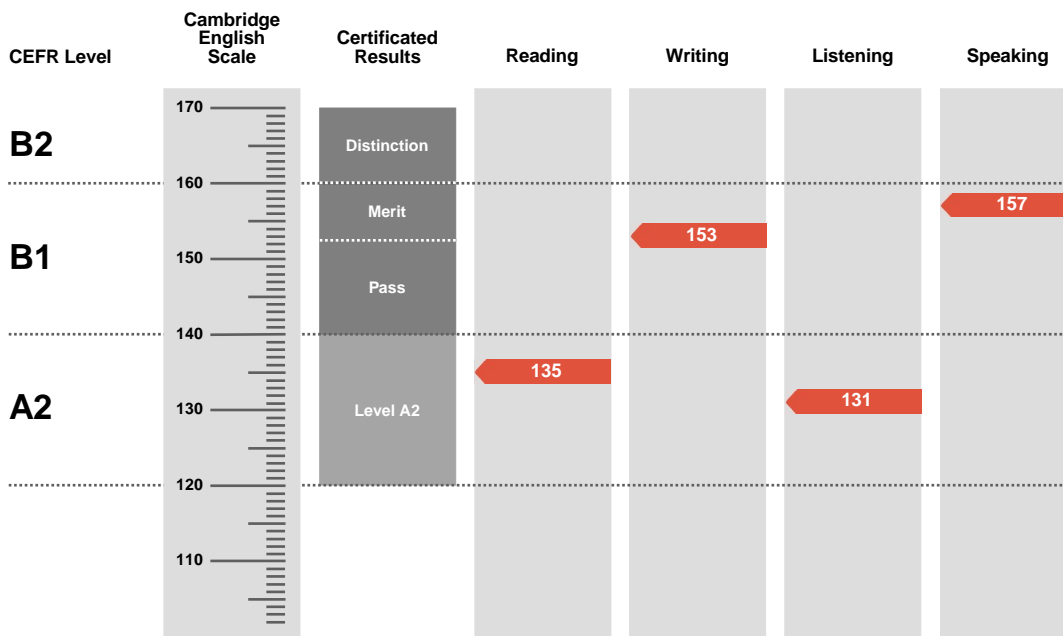 CEFR Level
Cambridge
English
Scale
Certificated
Results
Reading
Writing
Listening
Speaking
170
B2
Distinction
160
Merit
157
153
B1
150
Pass
140
135
A2
130
Level A2
131
120
110